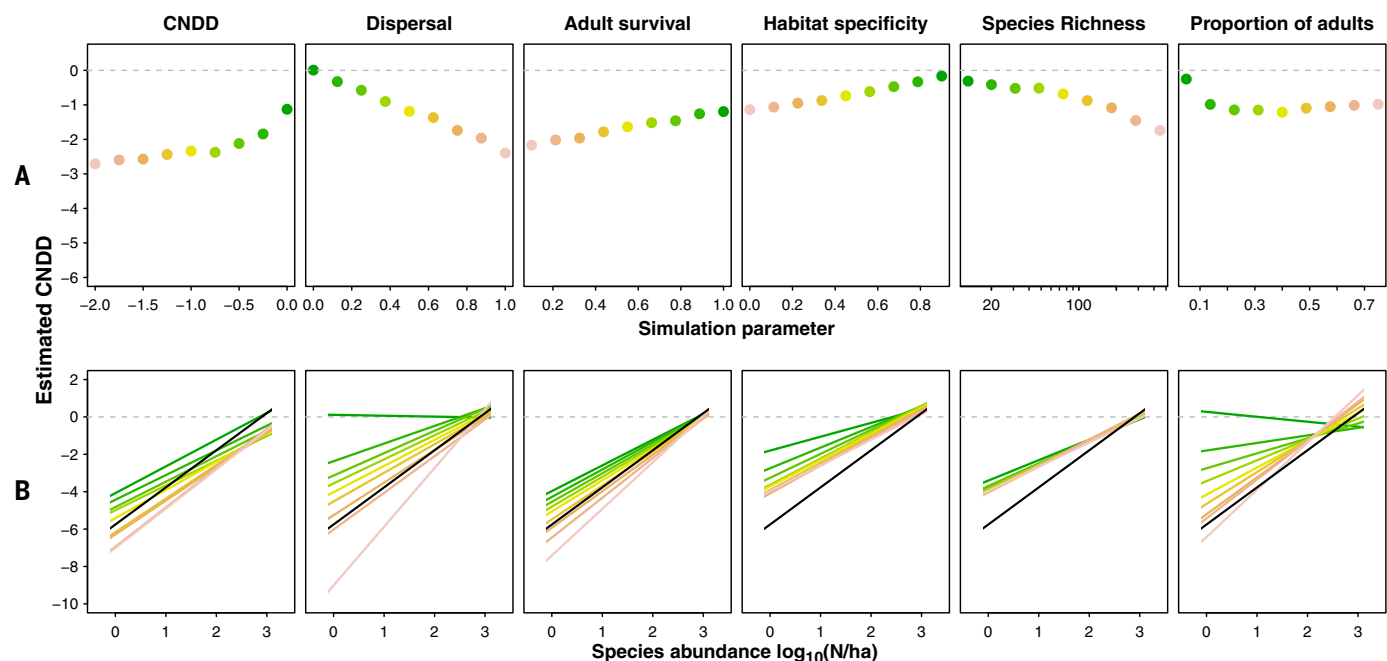 CNDD Dispersal Adult survival Habitat specificity Species Richness Proportion of adults
A
Estimated CNDD
0
−1
−2
−3
−4
−5
−6
−2.0 −1.5 −1.0 −0.5 0.0 0.0 0.2 0.4 0.6 0.8 1.0 0.2 0.4 0.6 0.8 1.0 0.0 0.2 0.4 0.6 0.8 20 100 0.1 0.3 0.5 0.7
Simulation parameter
B
2
0
−2
−4
−6
−8
−10
0 1 2 3 0 1 2 3 0 1 2 3 0 1 2 3 0 1 2 3 0 1 2 3
Species abundance log10(N/ha)